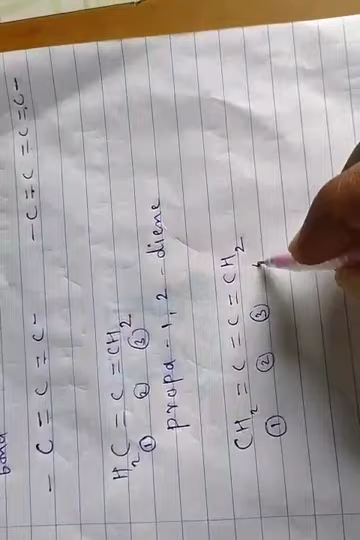 bond
- C = C = C - - C = C = C = C -
H₂C = C = CH₂
① ② ③
propa - 1, 2 - diene
CH₂ = C = C = CH₂
① ② ③